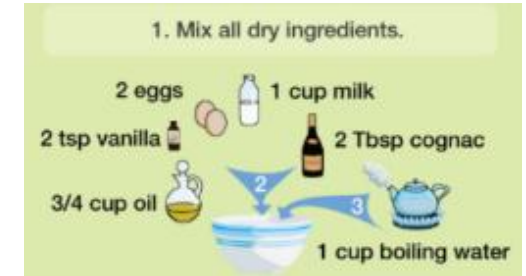 1. Mix all dry ingredients.
2 eggs
1 cup milk
2 tsp vanilla
2 Tbsp cognac
3/4 cup oil
2
3
1 cup boiling water